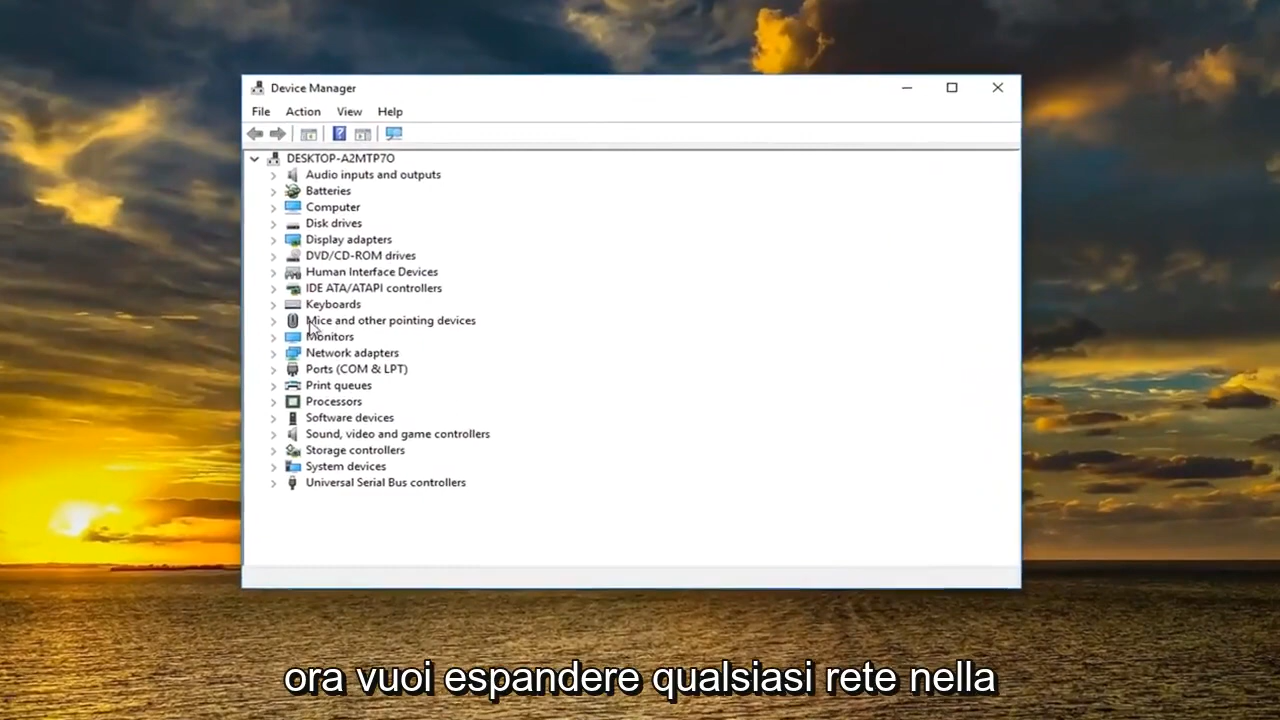 Device Manager
File Action View Help
DESKTOP-A2MTP7O
Audio inputs and outputs
Batteries
Computer
Disk drives
Display adapters
DVD/CD-ROM drives
Human Interface Devices
IDE ATA/ATAPI controllers
Keyboards
Mice and other pointing devices
Monitors
Network adapters
Ports (COM & LPT)
Print queues
Processors
Software devices
Sound, video and game controllers
Storage controllers
System devices
Universal Serial Bus controllers
ora vuoi espandere qualsiasi rete nella